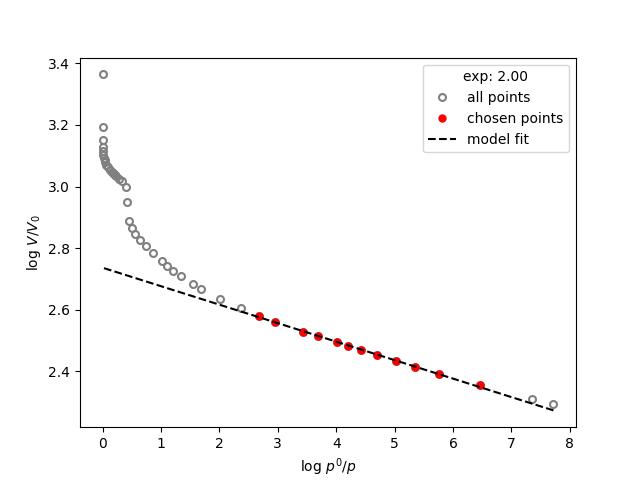 3.4
3.2
3.0
2.8
2.6
2.4
log V/V₀
0 1 2 3 4 5 6 7 8
log p⁰/p
exp: 2.00
all points
chosen points
model fit